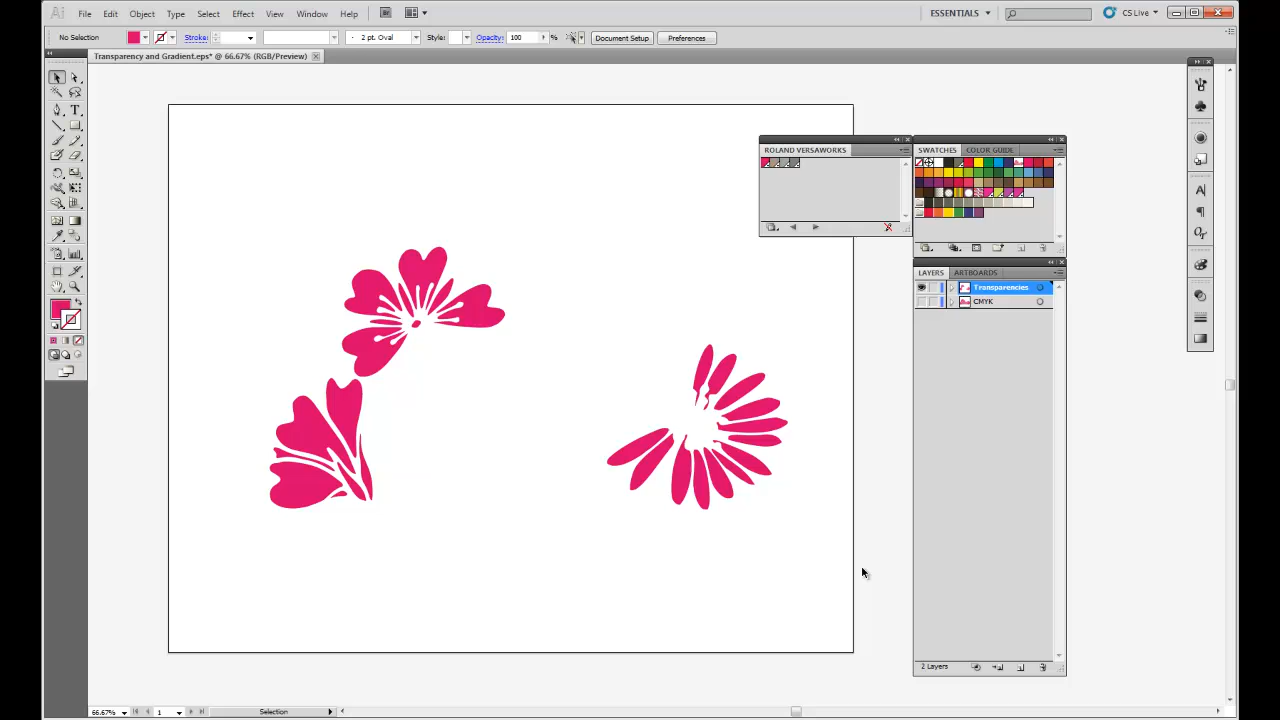 Ai File Edit Object Type Select Effect View Window Help Br ESSENTIALS CS Live
No Selection Stroke: 2 pt. Oval Style: Opacity: 100 % Document Setup Preferences
Transparency and Gradient.eps* @ 66.67% (RGB/Preview)
ROLAND VERSAWORKS
SWATCHES COLOR GUIDE
LAYERS ARTBOARDS
Transparencies
CMYK
2 Layers
66.67% 1 Selection